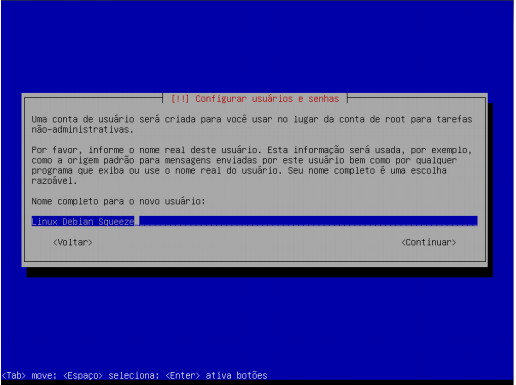 [!!] Configurar usuários e senhas
Uma conta de usuário será criada para você usar no lugar da conta de root para tarefas
não-administrativas.
Por favor, informe o nome real deste usuário. Esta informação será usada, por exemplo,
como a origem padrão para mensagens enviadas por este usuário bem como por qualquer
programa que exiba ou use o nome real do usuário. Seu nome completo é uma escolha
razoável.
Nome completo para o novo usuário:
Linux Debian Squeeze
<Voltar> <Continuar>
<Tab> move; <Espaço> seleciona; <Enter> ativa botões